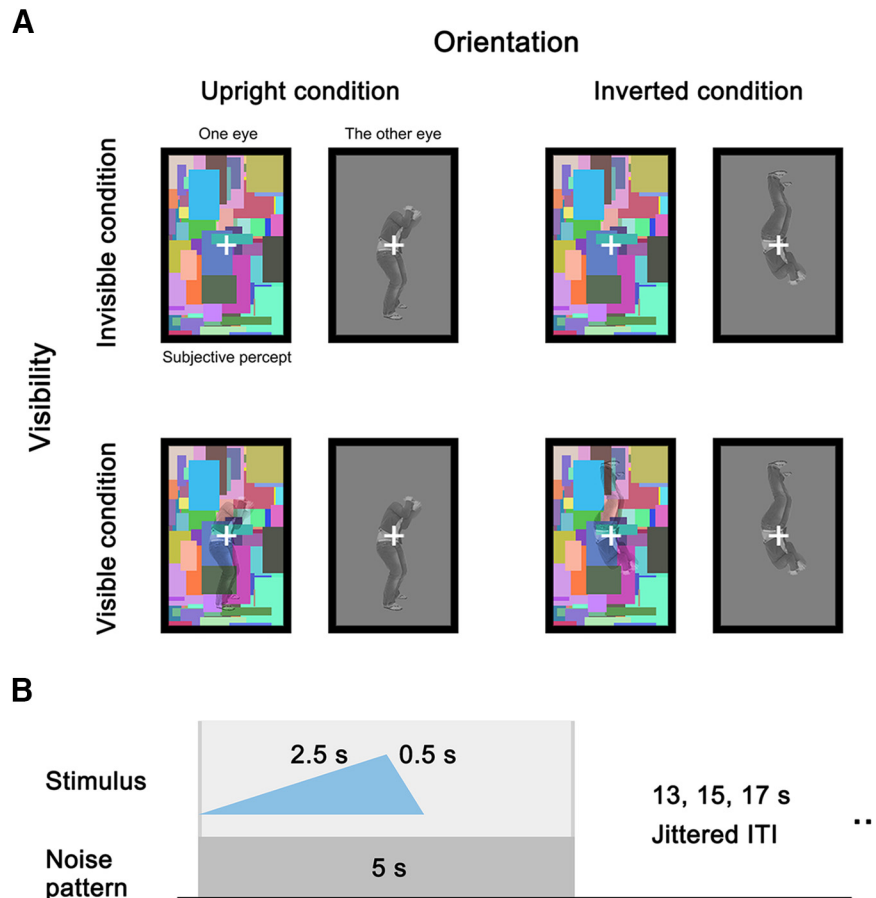 A
Orientation
Upright condition
Inverted condition
One eye
The other eye
Invisible condition
Subjective percept
Visibility
Visible condition
B
2.5 s
0.5 s
Stimulus
13, 15, 17 s
Jittered ITI
..
Noise
pattern
5 s